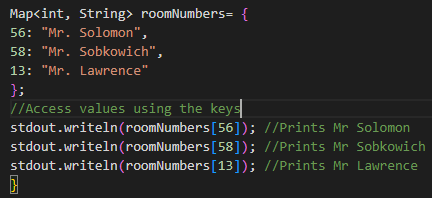 Map<int, String> roomNumbers= {
56: "Mr. Solomon",
58: "Mr. Sobkowich",
13: "Mr. Lawrence"
};
//Access values using the keys
stdout.writeln(roomNumbers[56]); //Prints Mr Solomon
stdout.writeln(roomNumbers[58]); //Prints Mr Sobkowich
stdout.writeln(roomNumbers[13]); //Prints Mr Lawrence
}